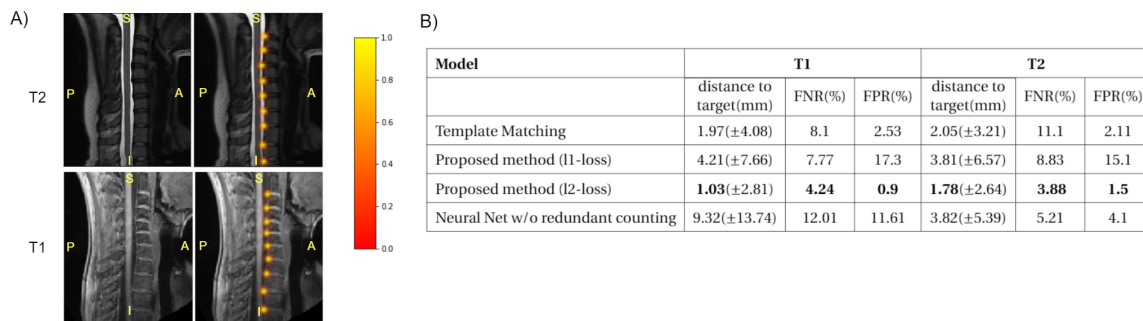 A)
T2
S
P
I
A
T1
S
P
I
A
S
I
A
S
I
A
1.0
0.8
0.6
0.4
0.2
0.0
B)
Model T1 T2
distance to target(mm) FNR(%) FPR(%) distance to target(mm) FNR(%) FPR(%)
Template Matching 1.97(±4.08) 8.1 2.53 2.05(±3.21) 11.1 2.11
Proposed method (l1-loss) 4.21(±7.66) 7.77 17.3 3.81(±6.57) 8.83 15.1
Proposed method (l2-loss) 1.03(±2.81) 4.24 0.9 1.78(±2.64) 3.88 1.5
Neural Net w/o redundant counting 9.32(±13.74) 12.01 11.61 3.82(±5.39) 5.21 4.1